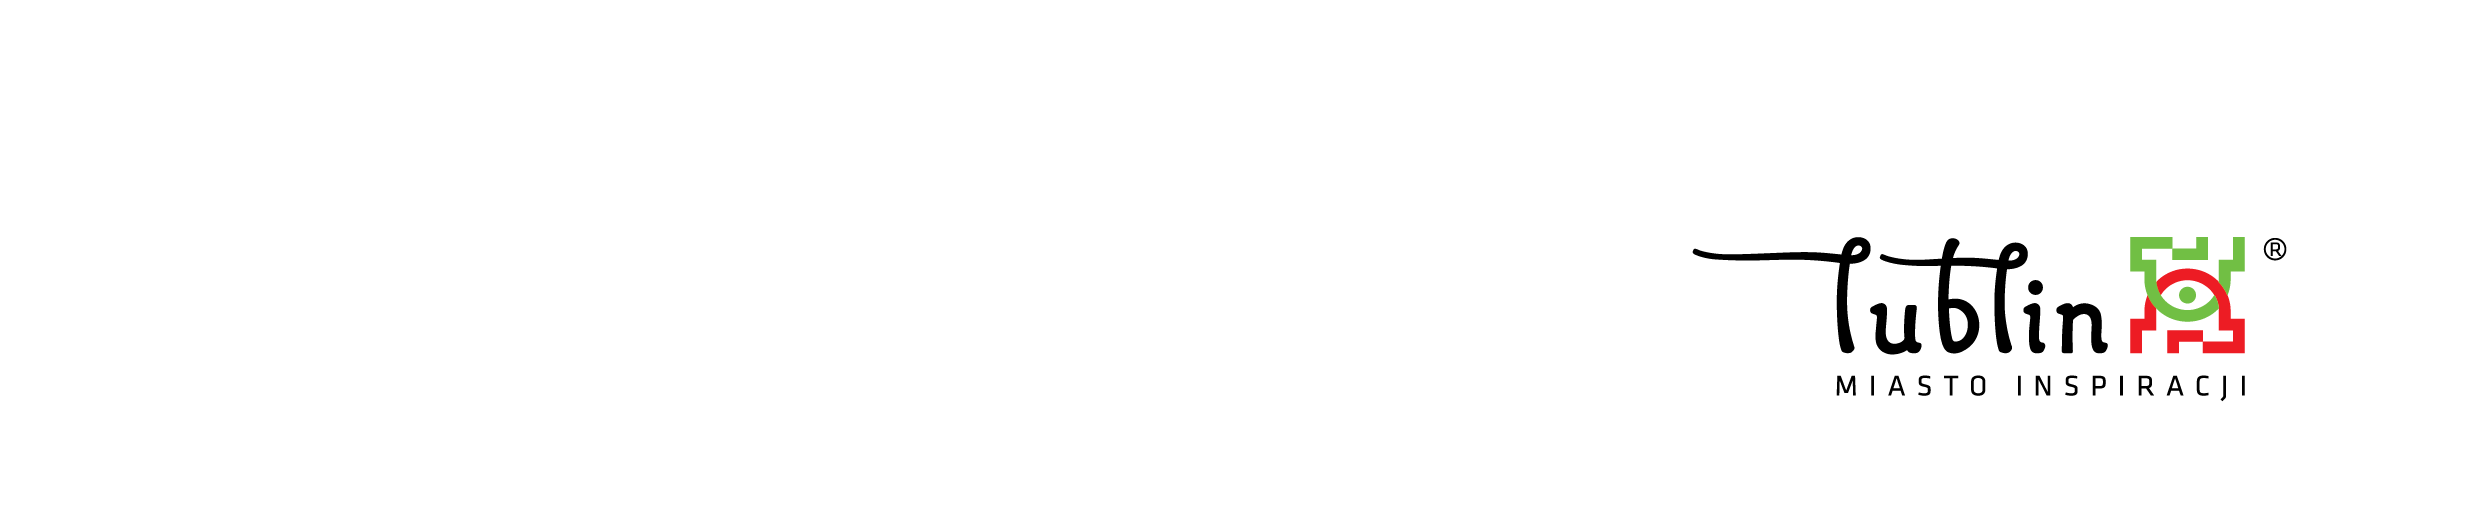 lublin ®
MIASTO INSPIRACJI